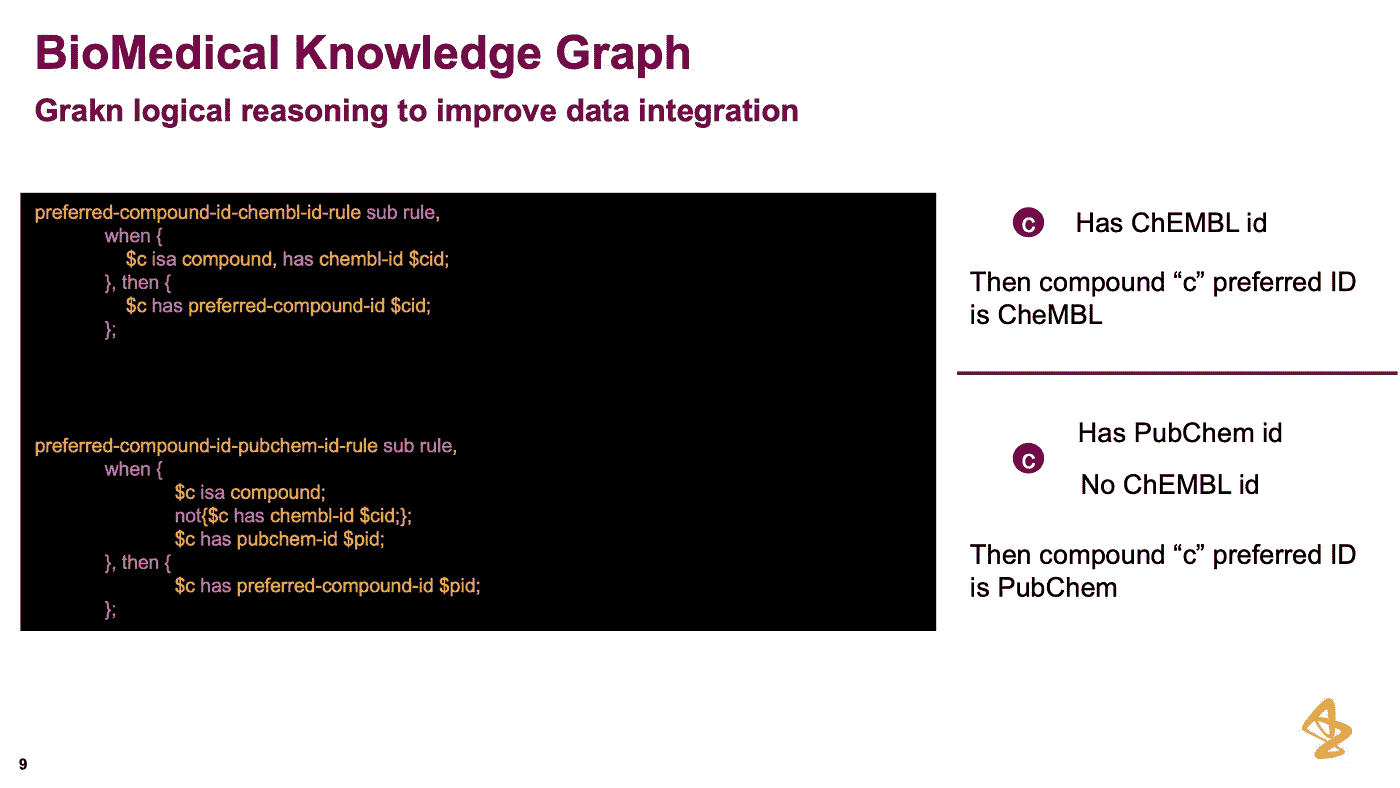 BioMedical Knowledge Graph
Grakn logical reasoning to improve data integration
preferred-compound-id-chembl-id-rule sub rule,
when {
$c isa compound, has chembl-id $cid;
}, then {
$c has preferred-compound-id $cid;
};
preferred-compound-id-pubchem-id-rule sub rule,
when {
$c isa compound;
not{$c has chembl-id $cid;};
$c has pubchem-id $pid;
}, then {
$c has preferred-compound-id $pid;
};
c Has ChEMBL id
Then compound “c” preferred ID
is CheMBL
Has PubChem id
c
No ChEMBL id
Then compound “c” preferred ID
is PubChem
9